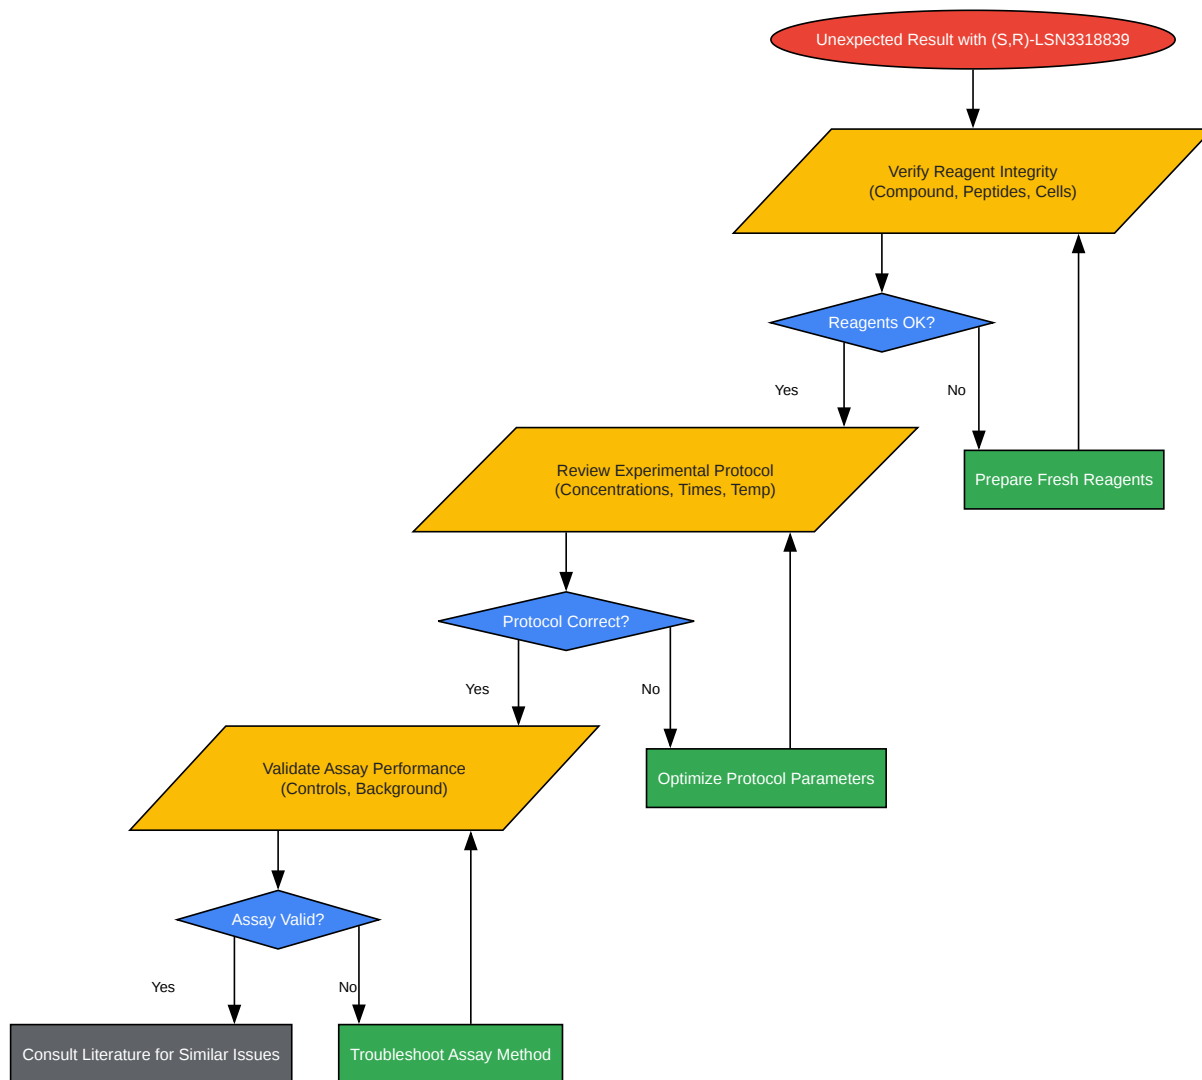 Unexpected Result with (S,R)-LSN3318839
Verify Reagent Integrity
(Compound, Peptides, Cells)
Reagents OK?
Yes
No
Review Experimental Protocol
(Concentrations, Times, Temp)
Prepare Fresh Reagents
Protocol Correct?
Yes
No
Validate Assay Performance
(Controls, Background)
Optimize Protocol Parameters
Assay Valid?
Yes
No
Consult Literature for Similar Issues
Troubleshoot Assay Method